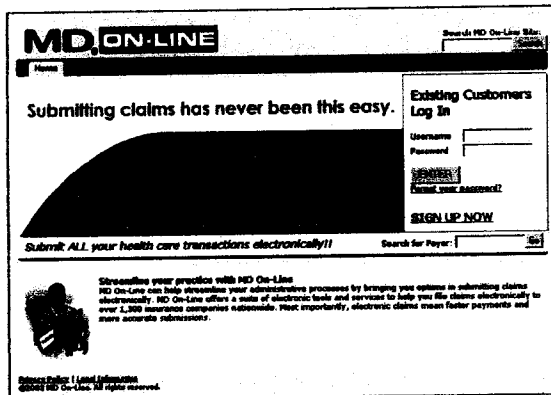 MD. ON-LINE
Search MD On-Line Site:
Home
Submitting claims has never been this easy.
Existing Customers
Log In
Username
Password
ENTER
Forgot your password?
SIGN UP NOW
Submit ALL your health care transactions electronically!!
Search for Payer:
Go
Streamline your practice with MD On-Line
MD On-Line can help streamline your administrative processes by bringing you options in submitting claims
electronically. MD On-Line offers a suite of electronic tools and services to help you file claims electronically to
over 1,300 insurance companies nationwide. Most importantly, electronic claims mean faster payments and
more accurate submissions.
Privacy Policy | Legal Information
MD On-Line. All rights reserved.